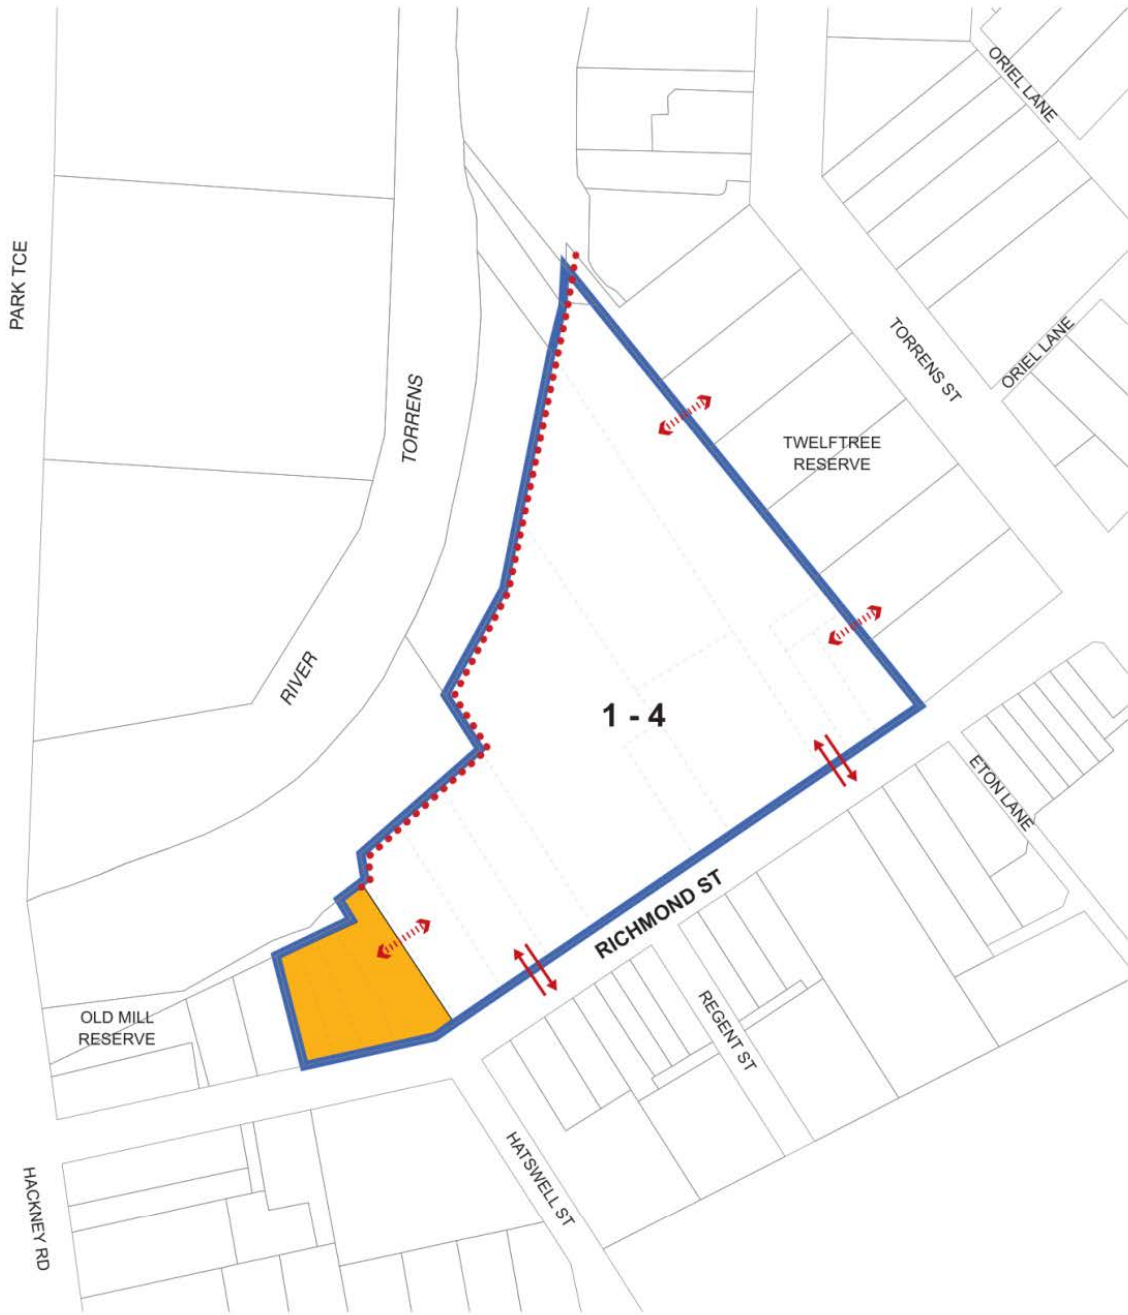 ORIEL LANE
PARK TCE
TORRENS ST
ORIEL LANE
TORRENS
TWELFTREE
RESERVE
RIVER
1 - 4
ETON LANE
RICHMOND ST
OLD MILL
RESERVE
REGENT ST
HATSWELL ST
HACKNEY RD